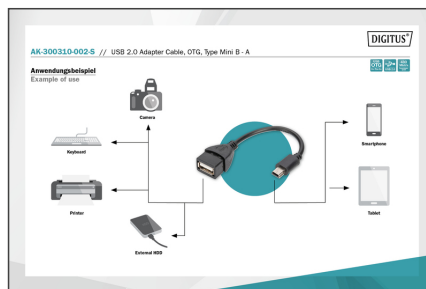 DIGITUS®
AK-300310-002-S // USB 2.0 Adapter Cable, OTG, Type Mini B - A
Anwendungsbeispiel
Example of use
OTG
Camera
Keyboard
Smartphone
Printer
Tablet
External HDD